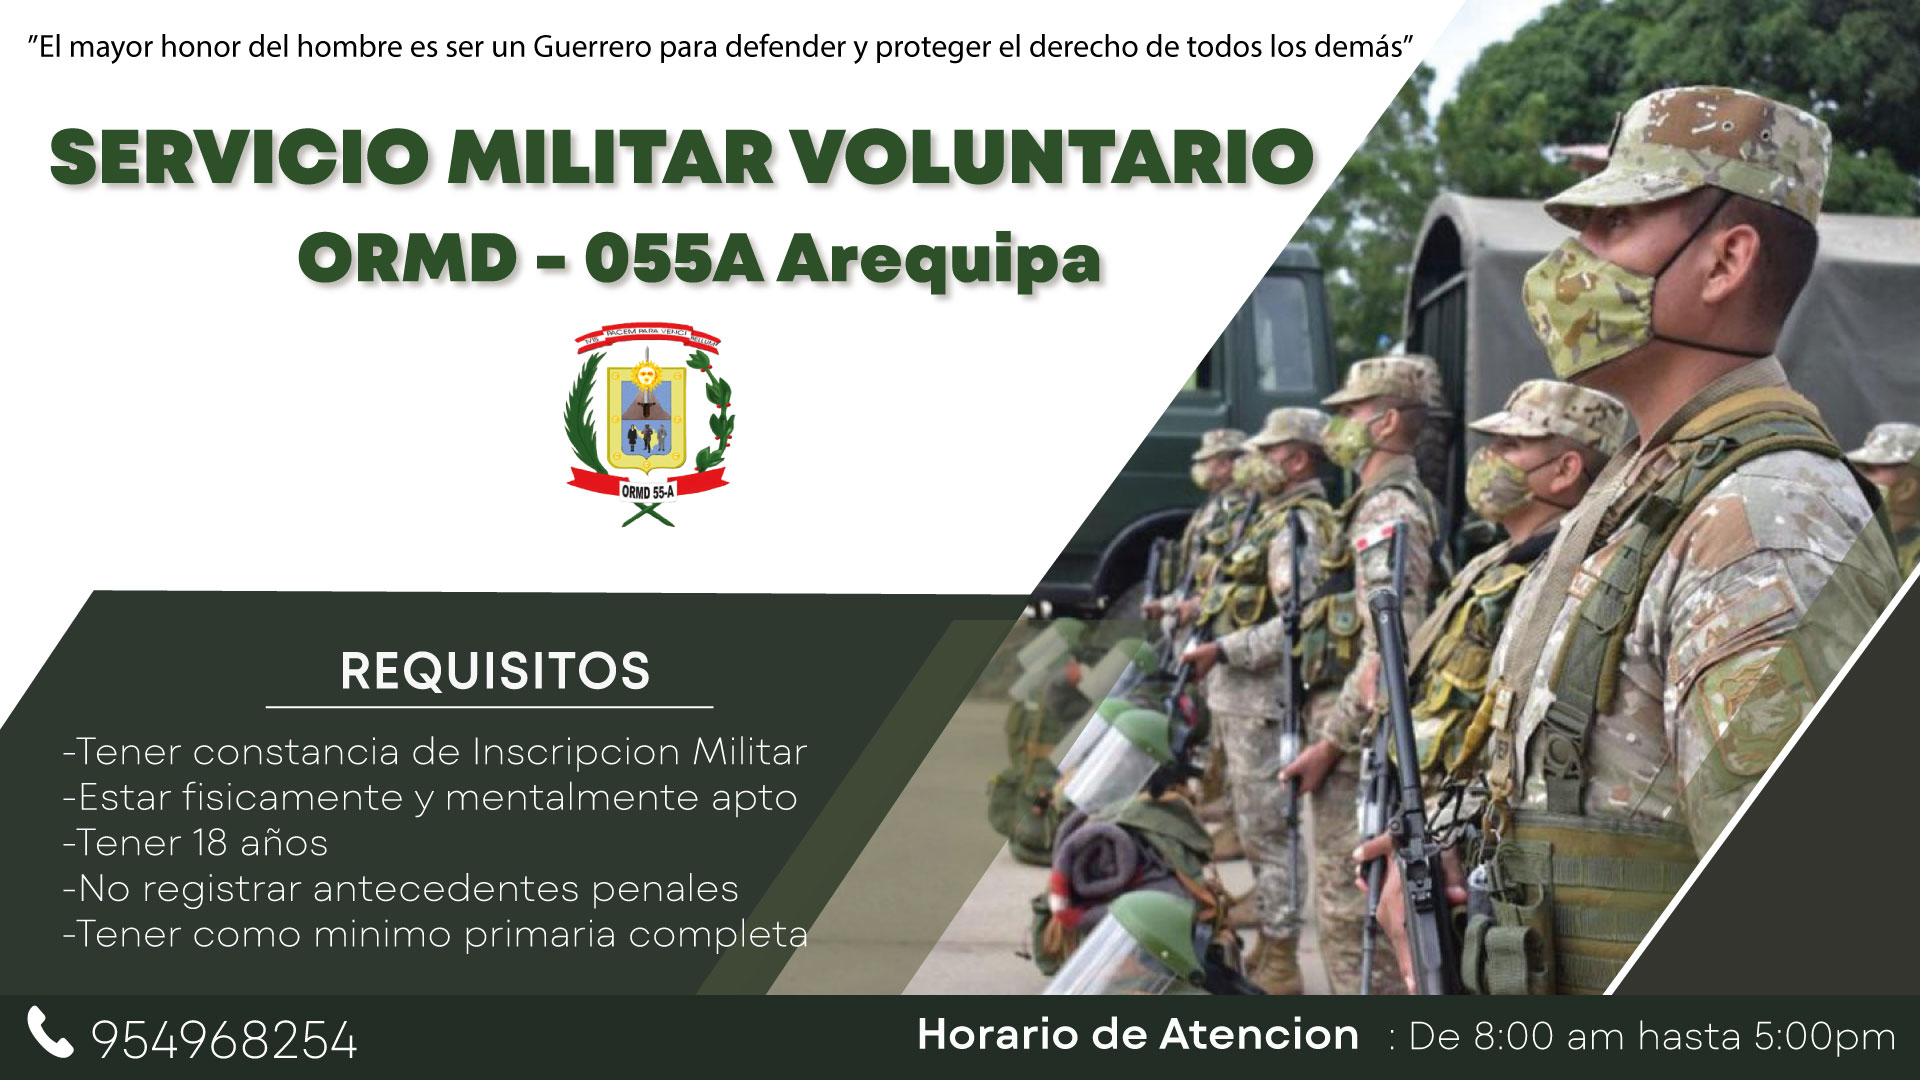 ”El mayor honor del hombre es ser un Guerrero para defender y proteger el derecho de todos los demás”
SERVICIO MILITAR VOLUNTARIO
ORMD - 055A Arequipa
PACEM PARA VENCI
BELLUM
ORMD 55-A
REQUISITOS
-Tener constancia de Inscripcion Militar
-Estar fisicamente y mentalmente apto
-Tener 18 años
-No registrar antecedentes penales
-Tener como minimo primaria completa
954968254
Horario de Atencion : De 8:00 am hasta 5:00pm